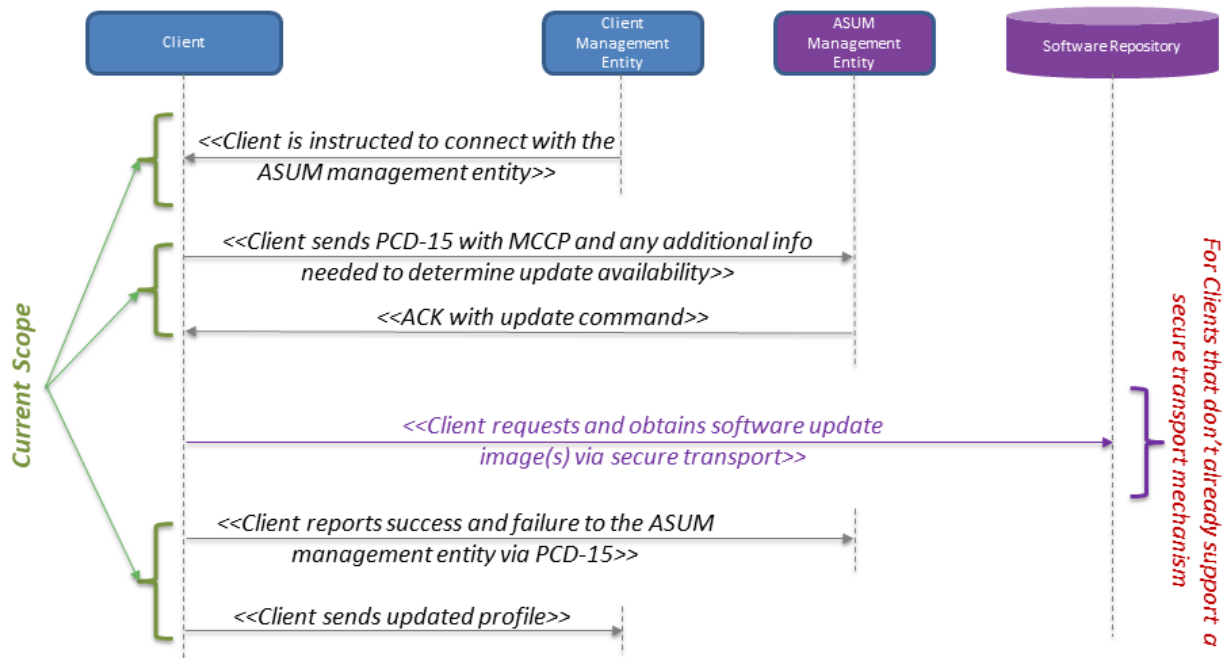 Client
Client
Management
Entity
ASUM
Management
Entity
Software Repository
<<Client is instructed to connect with the
ASUM management entity>>
<<Client sends PCD-15 with MCCP and any additional info
needed to determine update availability>>
<<ACK with update command>>
<<Client requests and obtains software update
image(s) via secure transport>>
<<Client reports success and failure to the ASUM
management entity via PCD-15>>
<<Client sends updated profile>>
Current Scope
For Clients that don't already support a
secure transport mechanism